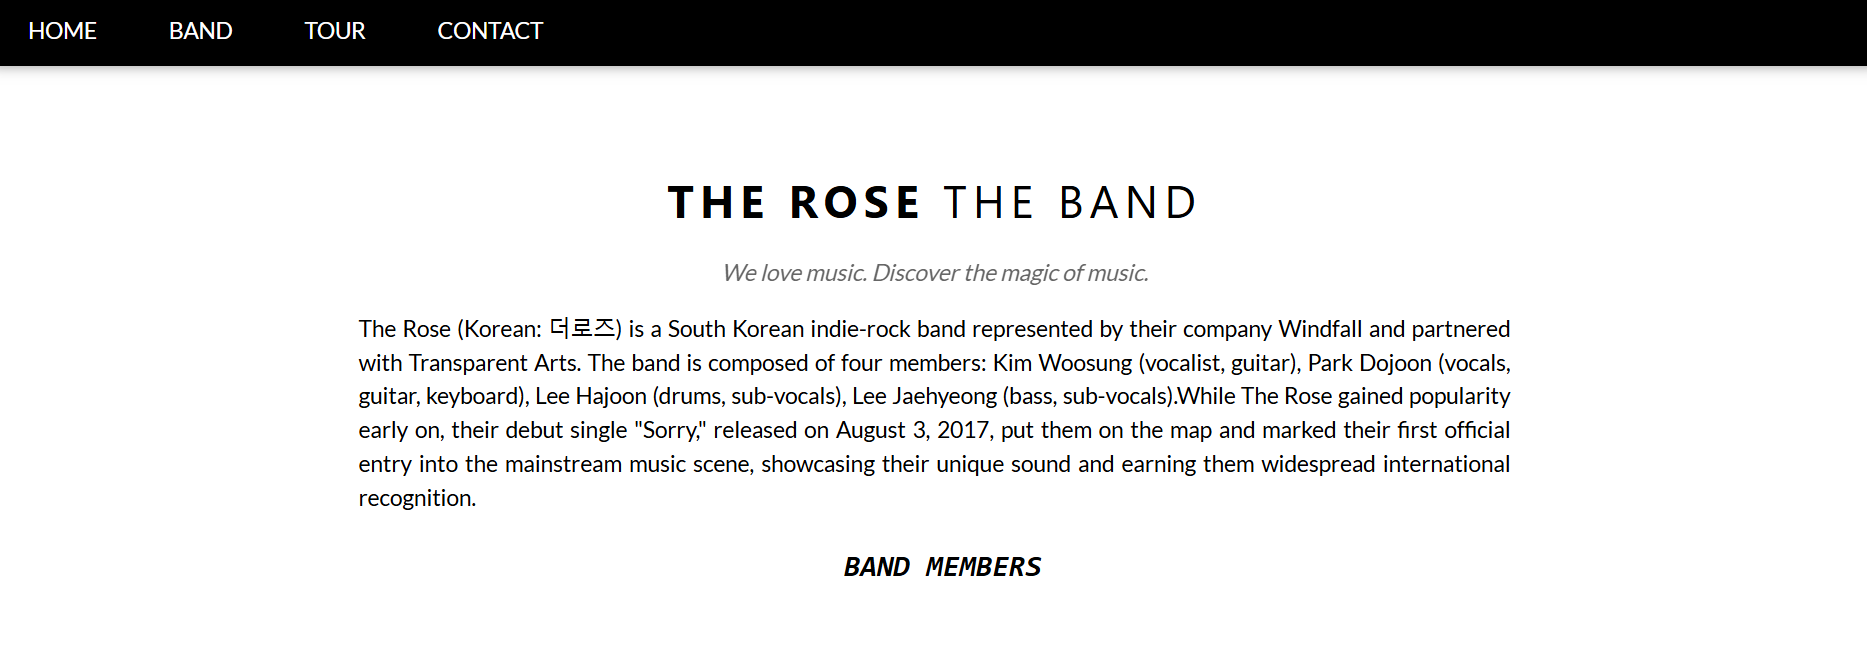 HOME BAND TOUR CONTACT
THE ROSE THE BAND
We love music. Discover the magic of music.
The Rose (Korean: 더로즈) is a South Korean indie-rock band represented by their company Windfall and partnered
with Transparent Arts. The band is composed of four members: Kim Woosung (vocalist, guitar), Park Dojoon (vocals,
guitar, keyboard), Lee Hajoon (drums, sub-vocals), Lee Jaehyeong (bass, sub-vocals).While The Rose gained popularity
early on, their debut single "Sorry," released on August 3, 2017, put them on the map and marked their first official
entry into the mainstream music scene, showcasing their unique sound and earning them widespread international
recognition.
BAND MEMBERS